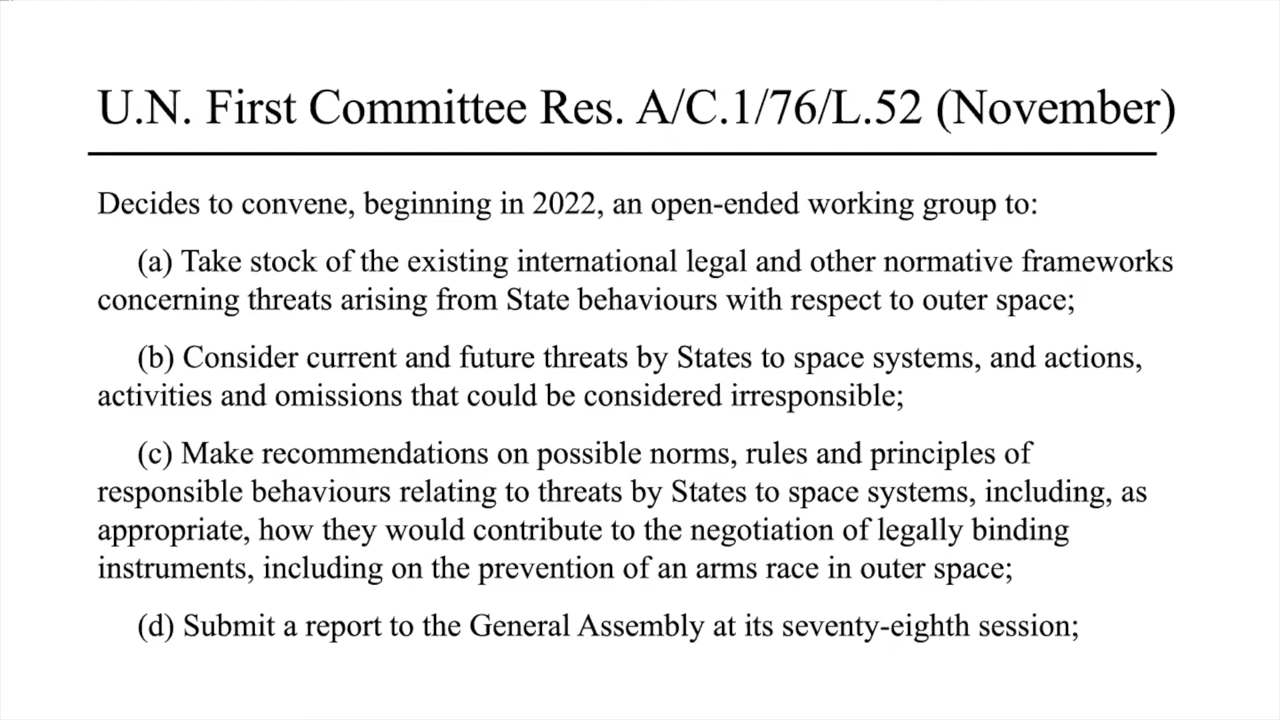 U.N. First Committee Res. A/C.1/76/L.52 (November)
Decides to convene, beginning in 2022, an open-ended working group to:
(a) Take stock of the existing international legal and other normative frameworks
concerning threats arising from State behaviours with respect to outer space;
(b) Consider current and future threats by States to space systems, and actions,
activities and omissions that could be considered irresponsible;
(c) Make recommendations on possible norms, rules and principles of
responsible behaviours relating to threats by States to space systems, including, as
appropriate, how they would contribute to the negotiation of legally binding
instruments, including on the prevention of an arms race in outer space;
(d) Submit a report to the General Assembly at its seventy-eighth session;